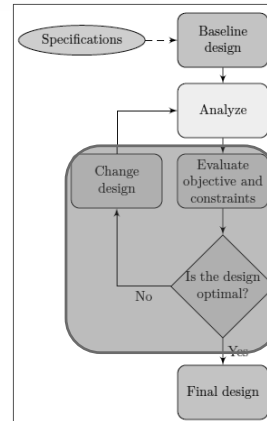 Specifications
Baseline
design
Analyze
Change
design
Evaluate
objective and
constraints
Is the design
optimal?
No
Yes
Final design